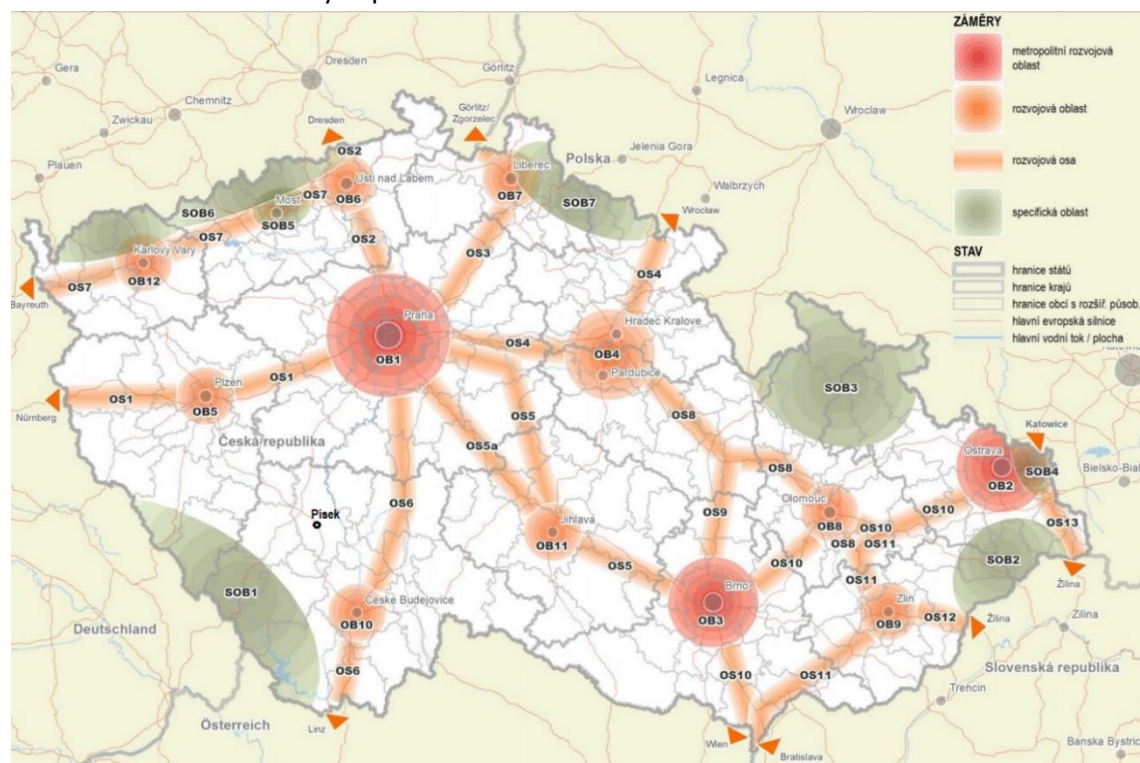 ZÁMĚRY
metropolitní rozvojová
oblast
rozvojová oblast
rozvojová osa
specifická oblast
STAV
hranice států
hranice krajů
hranice obcí s rozšíř. působ.
hlavní evropská silnice
hlavní vodní tok / plocha
Gera
Dresden
Görlitz
Legnica
Chemnitz
Zwickau
Dresden
Görlitz/
Zgorzelec
Wroclaw
Plauen
OS2
Liberec
Polska
Jelenia Gora
Ústí nad Labem
OS7
OB6
OB7
Walbrzych
Most
SOB7
SOB6
SOB5
Wroclaw
OS7
OS2
Karlovy Vary
OS3
OS4
OB12
OS7
Bayreuth
Praha
Hradec Kralove
OS4
OB1
OB4
Pardubice
OS1
Plzeň
SOB3
OS1
OB5
Nürnberg
OS5
OS8
Česká republika
OS5a
Katowice
Ostrava
OS8
SOB4
OB2
Bielsko-Bial
OS6
Olomouc
OS9
OS10
Písek
Jihlava
OB8
OS10
OS13
OB11
OS8
OS11
SOB2
OS5
OS10
OS11
Žilina
SOB1
Brno
České Budejovice
Zlín
OB3
OS12
OB10
OB9
Žilina
Zilina
Deutschland
OS6
OS10
OS11
Slovenská republika
Trencin
Österreich
Linz
Wien
Bratislava
Banska Bystric